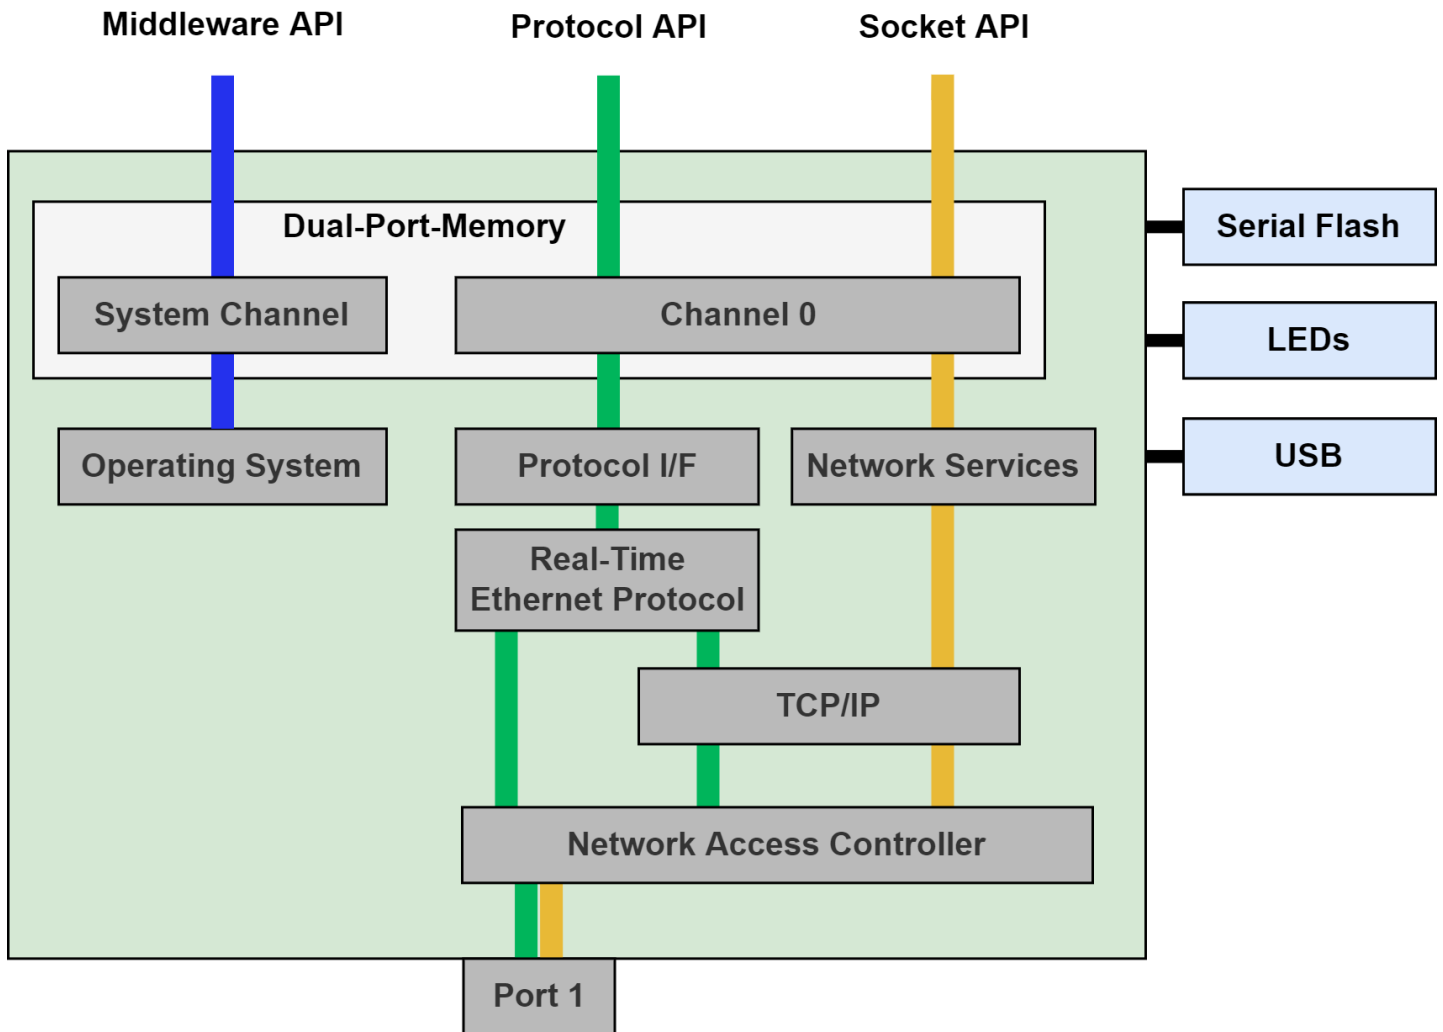 Middleware API
Protocol API
Socket API
Dual-Port-Memory
System Channel
Channel 0
Operating System
Protocol I/F
Network Services
Real-Time
Ethernet Protocol
TCP/IP
Network Access Controller
Port 1
Serial Flash
LEDs
USB